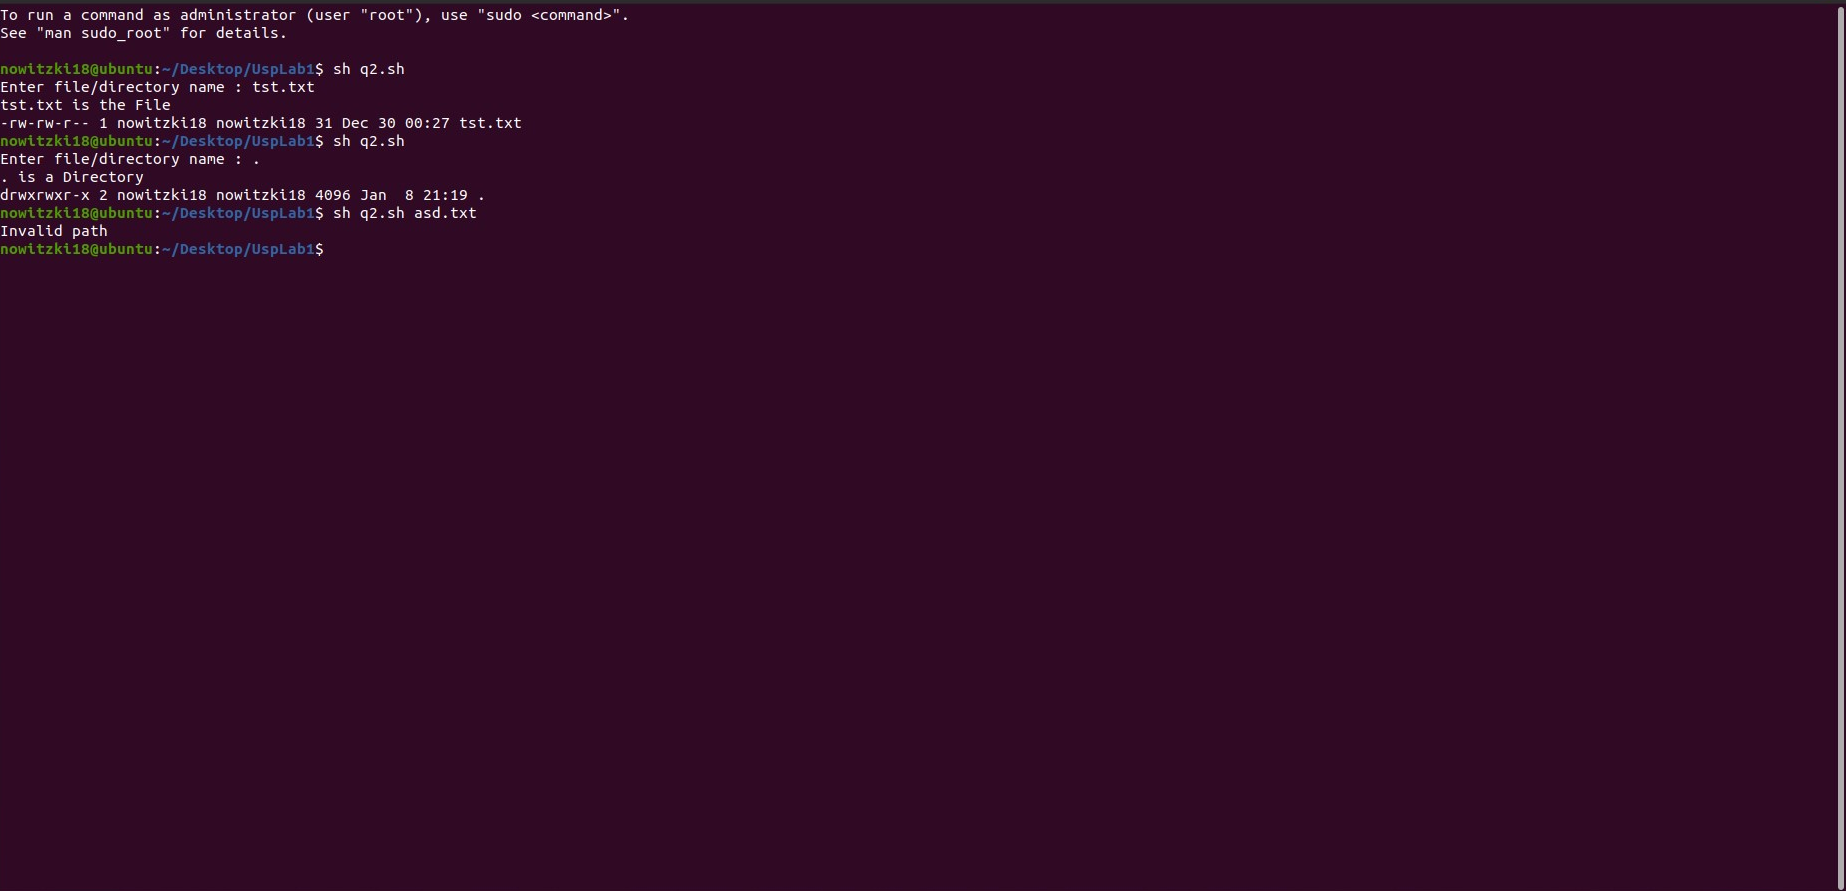 To run a command as administrator (user "root"), use "sudo <command>".
See "man sudo_root" for details.
nowitzki18@ubuntu:~/Desktop/UspLab1$ sh q2.sh
Enter file/directory name : tst.txt
tst.txt is the File
-rw-rw-r-- 1 nowitzki18 nowitzki18 31 Dec 30 00:27 tst.txt
nowitzki18@ubuntu:~/Desktop/UspLab1$ sh q2.sh
Enter file/directory name : .
. is a Directory
drwxrwxr-x 2 nowitzki18 nowitzki18 4096 Jan  8 21:19 .
nowitzki18@ubuntu:~/Desktop/UspLab1$ sh q2.sh asd.txt
Invalid path
nowitzki18@ubuntu:~/Desktop/UspLab1$